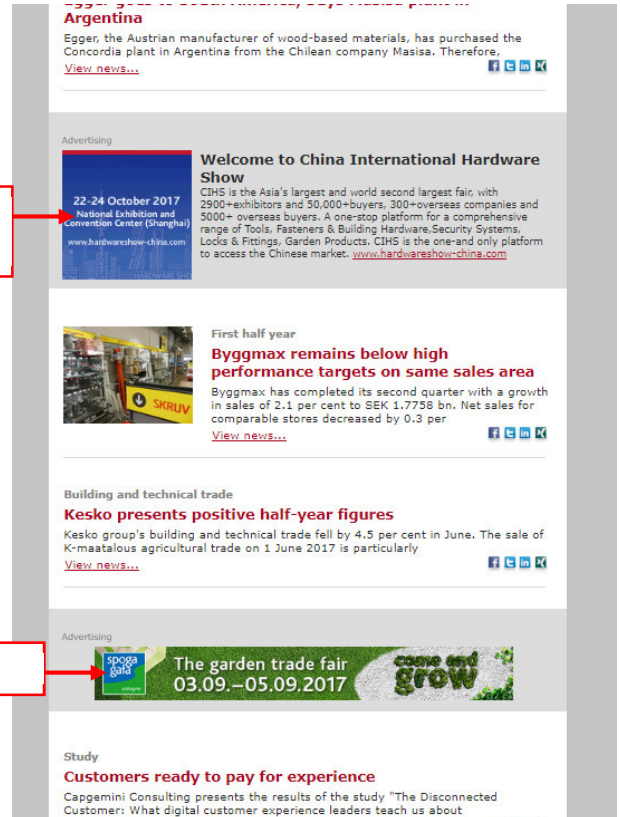 Argentina
Egger, the Austrian manufacturer of wood-based materials, has purchased the
Concordia plant in Argentina from the Chilean company Masisa. Therefore,
View news...
Advertising
22-24 October 2017
National Exhibition and
Convention Center (Shanghai)
www.hardwareshow-china.com
HARDWARE SHO
Welcome to China International Hardware
Show
CIHS is the Asia's largest and world second largest fair, with
2900+exhibitors and 50,000+buyers, 300+overseas companies and
5000+ overseas buyers. A one-stop platform for a comprehensive
range of Tools, Fasteners & Building Hardware,Security Systems,
Locks & Fittings, Garden Products. CIHS is the one-and only platform
to access the Chinese market. www.hardwareshow-china.com
SKRUV
First half year
Byggmax remains below high
performance targets on same sales area
Byggmax has completed its second quarter with a growth
in sales of 2.1 per cent to SEK 1.7758 bn. Net sales for
comparable stores decreased by 0.3 per
View news...
Building and technical trade
Kesko presents positive half-year figures
Kesko group's building and technical trade fell by 4.5 per cent in June. The sale of
K-maatalous agricultural trade on 1 June 2017 is particularly
View news...
Advertising
spoga
gafa
cologne
The garden trade fair
03.09.–05.09.2017
come and
grow
Study
Customers ready to pay for experience
Capgemini Consulting presents the results of the study "The Disconnected
Customer: What digital customer experience leaders teach us about